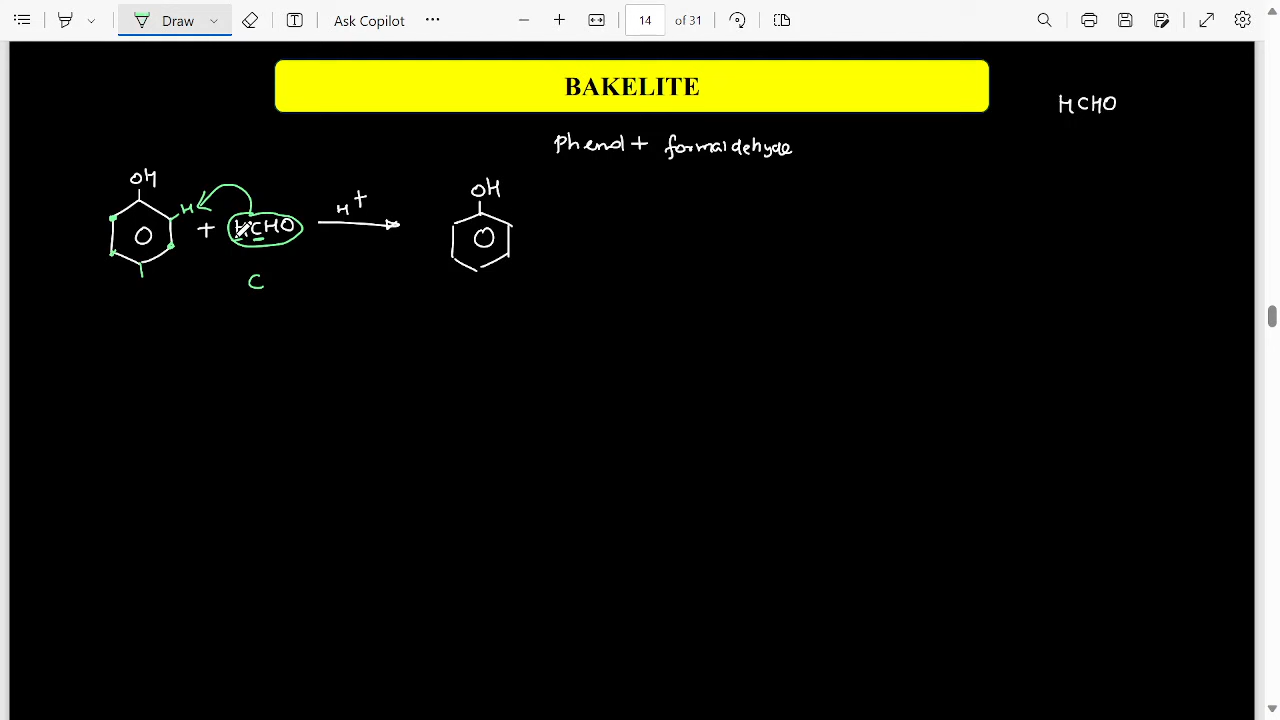 Draw
Ask Copilot
14 of 31
BAKELITE
HCHO
Phenol + formaldehyde
OH
H
+ HCHO
H+
OH
C